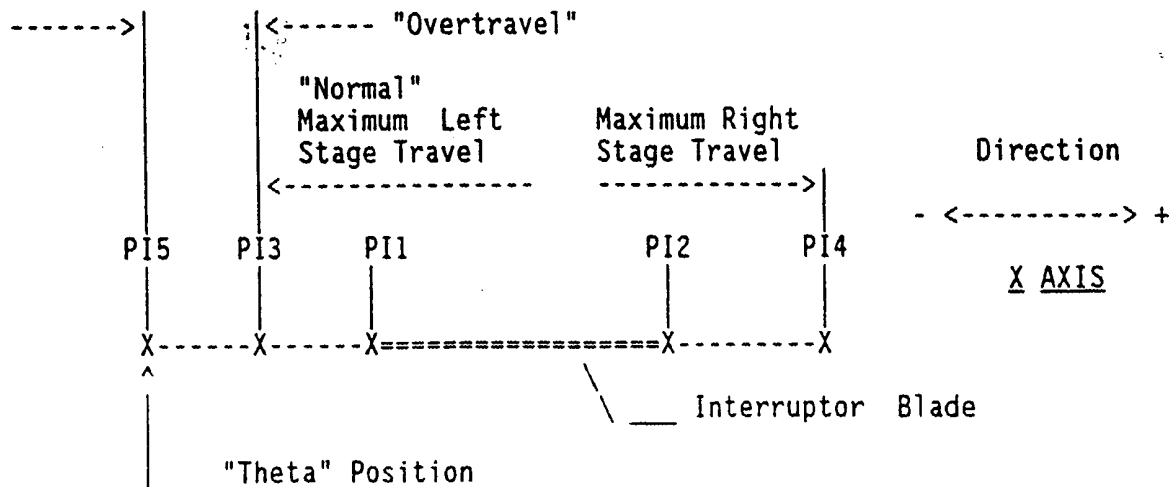 ------->| |<------ "Overtravel"
"Normal"
Maximum Left Maximum Right
Stage Travel Stage Travel Direction
<---------------- ------------->
- <----------> +
PI5 PI3 PI1 PI2 PI4
X AXIS
X------X------X=================X---------X
^
\ ___ Interruptor Blade
"Theta" Position